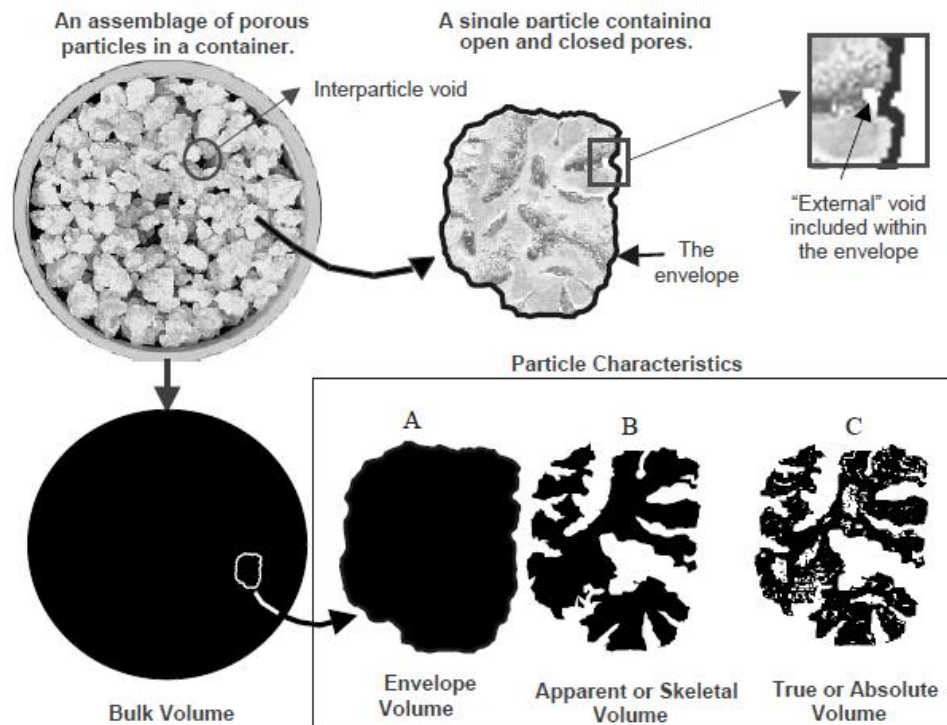 An assemblage of porous
particles in a container.
A single particle containing
open and closed pores.
Interparticle void
“External” void
included within
the envelope
The
envelope
Particle Characteristics
A
B
C
Bulk Volume
Envelope
Volume
Apparent or Skeletal
Volume
True or Absolute
Volume